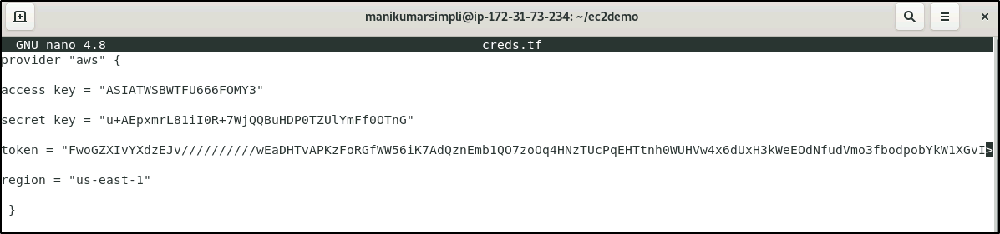 manikumarsimpli@ip-172-31-73-234: ~/ec2demo
GNU nano 4.8 creds.tf
provider "aws" {
access_key = "ASIATWSBWTFU666FOMY3"
secret_key = "u+AEpxmrL81iI0R+7WjQQBuHDP0TZUlYmFf0OTnG"
token = "FwoGZXIvYXdzEJv//////////wEaDHTvAPKzFoRGfWW56iK7AdQznEmb1QO7zoOq4HNzTUcPqEHTtnh0WUHVw4x6dUxH3kWeEOdNfudVmo3fbodpobYkW1XGvI>
region = "us-east-1"
}